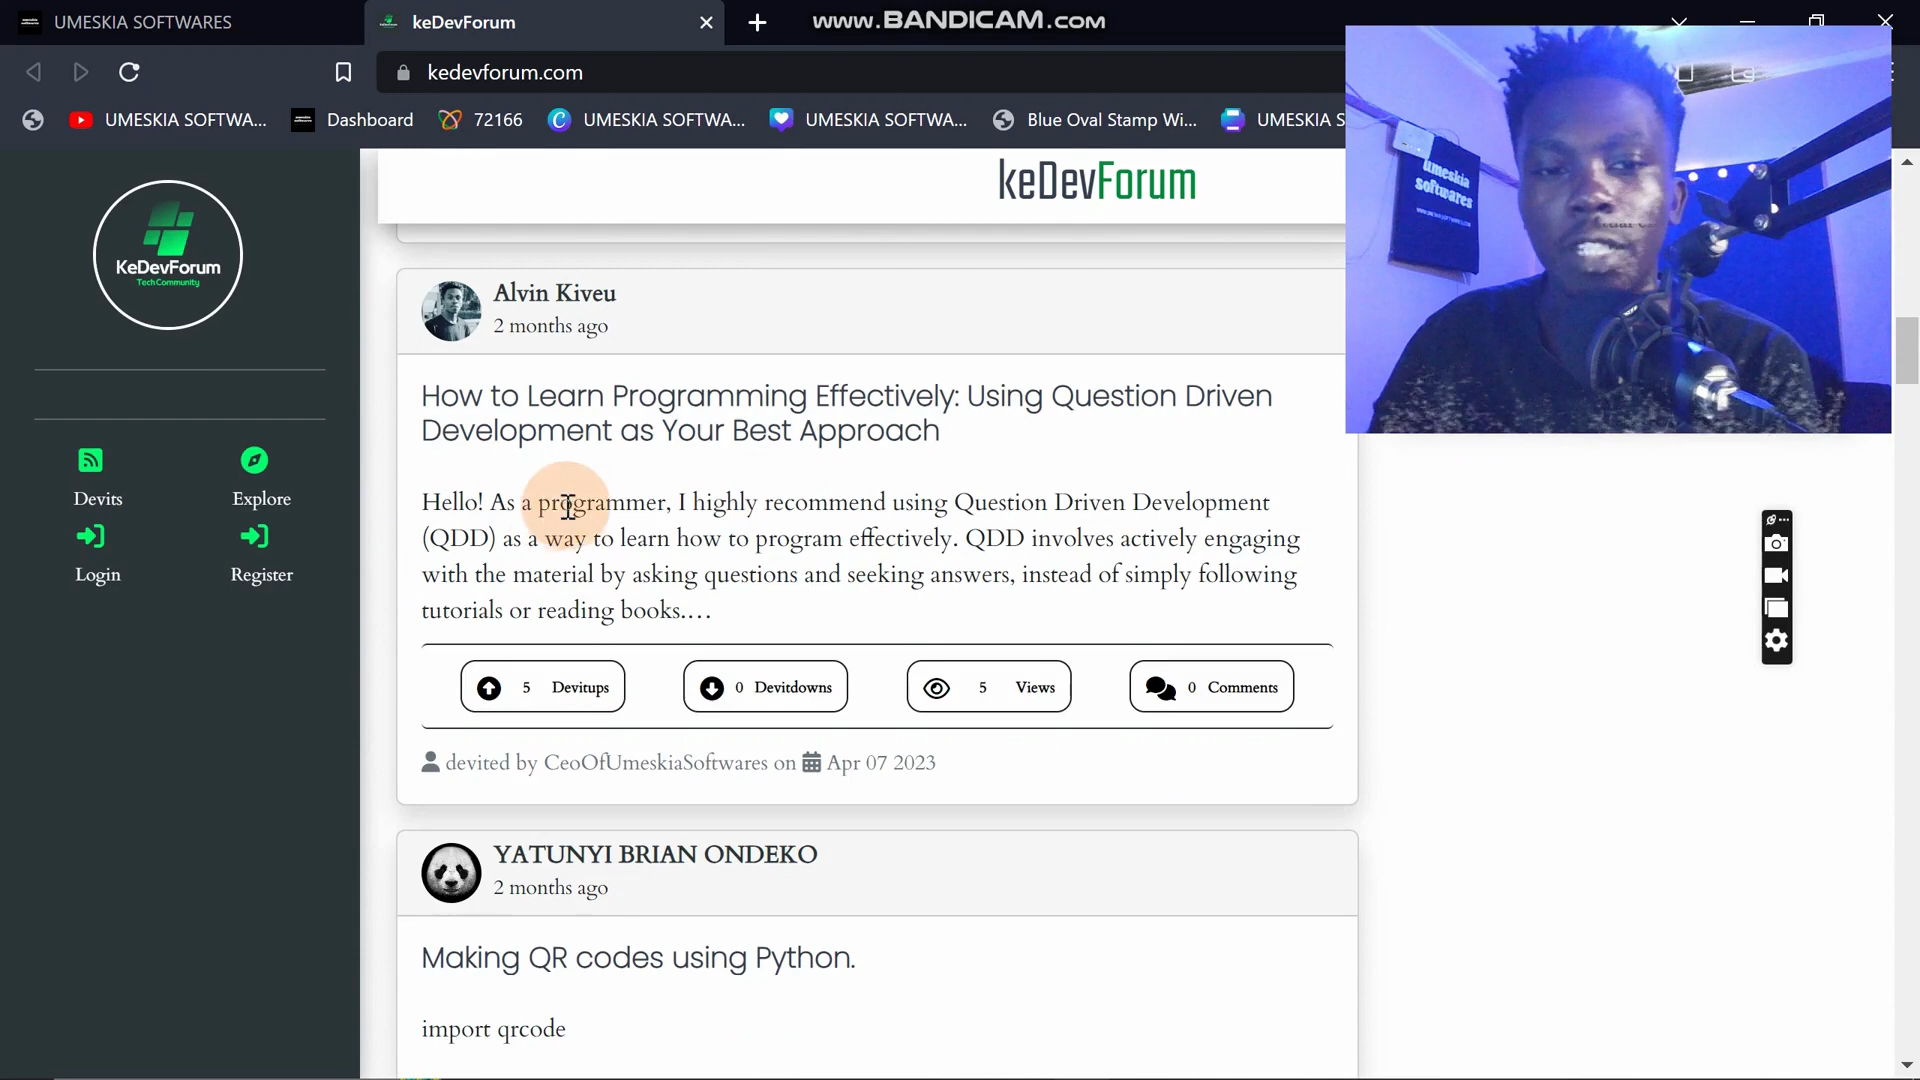 UMESKIA SOFTWARES
keDevForum
www.BANDICAM.com
kedevforum.com
UMESKIA SOFTWA...
Dashboard
72166
UMESKIA SOFTWA...
UMESKIA SOFTWA...
Blue Oval Stamp Wi...
UMESKIA S
umeskia
softwares
KeDevForum
TechCommunity
Devits
Explore
Login
Register
keDevForum
Alvin Kiveu
2 months ago
How to Learn Programming Effectively: Using Question Driven
Development as Your Best Approach
Hello! As a programmer, I highly recommend using Question Driven Development
(QDD) as a way to learn how to program effectively. QDD involves actively engaging
with the material by asking questions and seeking answers, instead of simply following
tutorials or reading books.…
5 Devitups
0 Devitdowns
5 Views
0 Comments
devited by CeoOfUmeskiaSoftwares on Apr 07 2023
YATUNYI BRIAN ONDEKO
2 months ago
Making QR codes using Python.
import qrcode